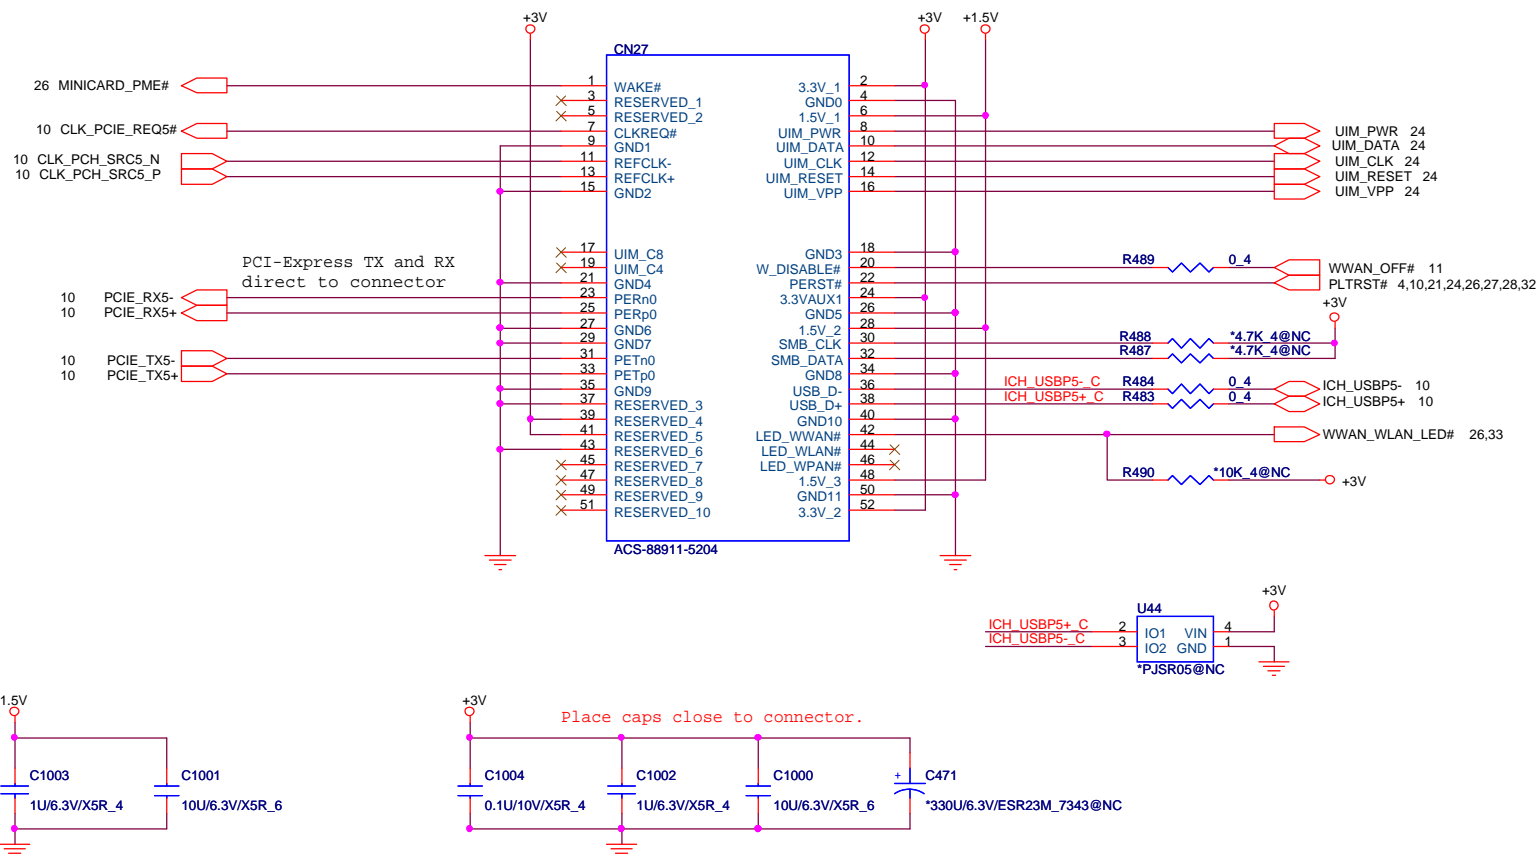 +3V
+3V
+1.5V
CN27
26 MINICARD_PME#
1 WAKE#
3 RESERVED_1
5 RESERVED_2
10 CLK_PCIE_REQ5#
7 CLKREQ#
9 GND1
10 CLK_PCH_SRC5_N
11 REFCLK-
10 CLK_PCH_SRC5_P
13 REFCLK+
15 GND2
17 UIM_C8
19 UIM_C4
PCI-Express TX and RX
direct to connector
21 GND4
10 PCIE_RX5-
23 PERn0
10 PCIE_RX5+
25 PERp0
27 GND6
29 GND7
10 PCIE_TX5-
31 PETn0
10 PCIE_TX5+
33 PETp0
35 GND9
37 RESERVED_3
39 RESERVED_4
41 RESERVED_5
43 RESERVED_6
45 RESERVED_7
47 RESERVED_8
49 RESERVED_9
51 RESERVED_10
3.3V_1 2
GND0 4
1.5V_1 6
UIM_PWR 8
UIM_PWR 24
UIM_DATA 10
UIM_DATA 24
UIM_CLK 12
UIM_CLK 24
UIM_RESET 14
UIM_RESET 24
UIM_VPP 16
UIM_VPP 24
GND3 18
W_DISABLE# 20
R489 0_4
WWAN_OFF# 11
PERST# 22
PLTRST# 4,10,21,24,26,27,28,32
3.3VAUX1 24
+3V
GND5 26
1.5V_2 28
SMB_CLK 30
R488 *4.7K_4@NC
SMB_DATA 32
R487 *4.7K_4@NC
GND8 34
USB_D- 36
ICH_USBP5-_C R484 0_4
ICH_USBP5- 10
USB_D+ 38
ICH_USBP5+_C R483 0_4
ICH_USBP5+ 10
GND10 40
LED_WWAN# 42
WWAN_WLAN_LED# 26,33
LED_WLAN# 44
LED_WPAN# 46
1.5V_3 48
R490 *10K_4@NC
+3V
GND11 50
3.3V_2 52
ACS-88911-5204
+3V
U44
ICH_USBP5+_C 2 IO1 VIN 4
ICH_USBP5-_C 3 IO2 GND 1
*PJSR05@NC
1.5V
C1003
1U/6.3V/X5R_4
C1001
10U/6.3V/X5R_6
+3V
Place caps close to connector.
C1004
0.1U/10V/X5R_4
C1002
1U/6.3V/X5R_4
C1000
10U/6.3V/X5R_6
+ C471
*330U/6.3V/ESR23M_7343@NC